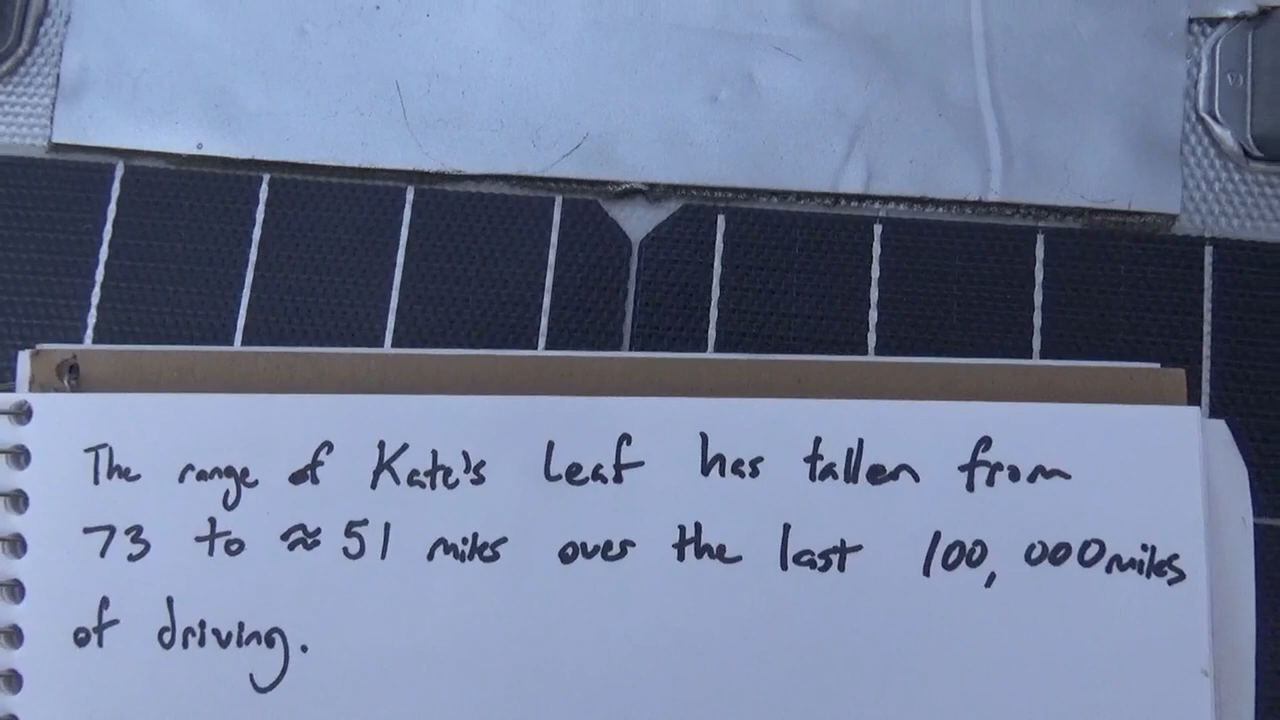 The range of Kate's Leaf has fallen from
73 to ≈ 51 miles over the last 100,000 miles
of driving.